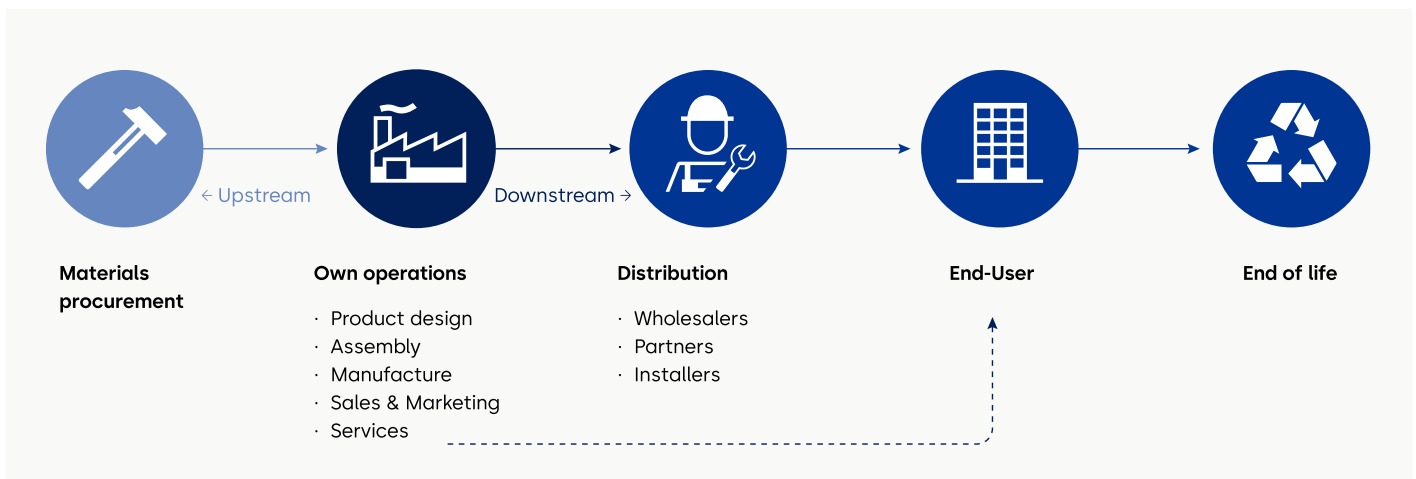 ← Upstream
Downstream →
Materials
procurement
Own operations
· Product design
· Assembly
· Manufacture
· Sales & Marketing
· Services
Distribution
· Wholesalers
· Partners
· Installers
End-User
End of life